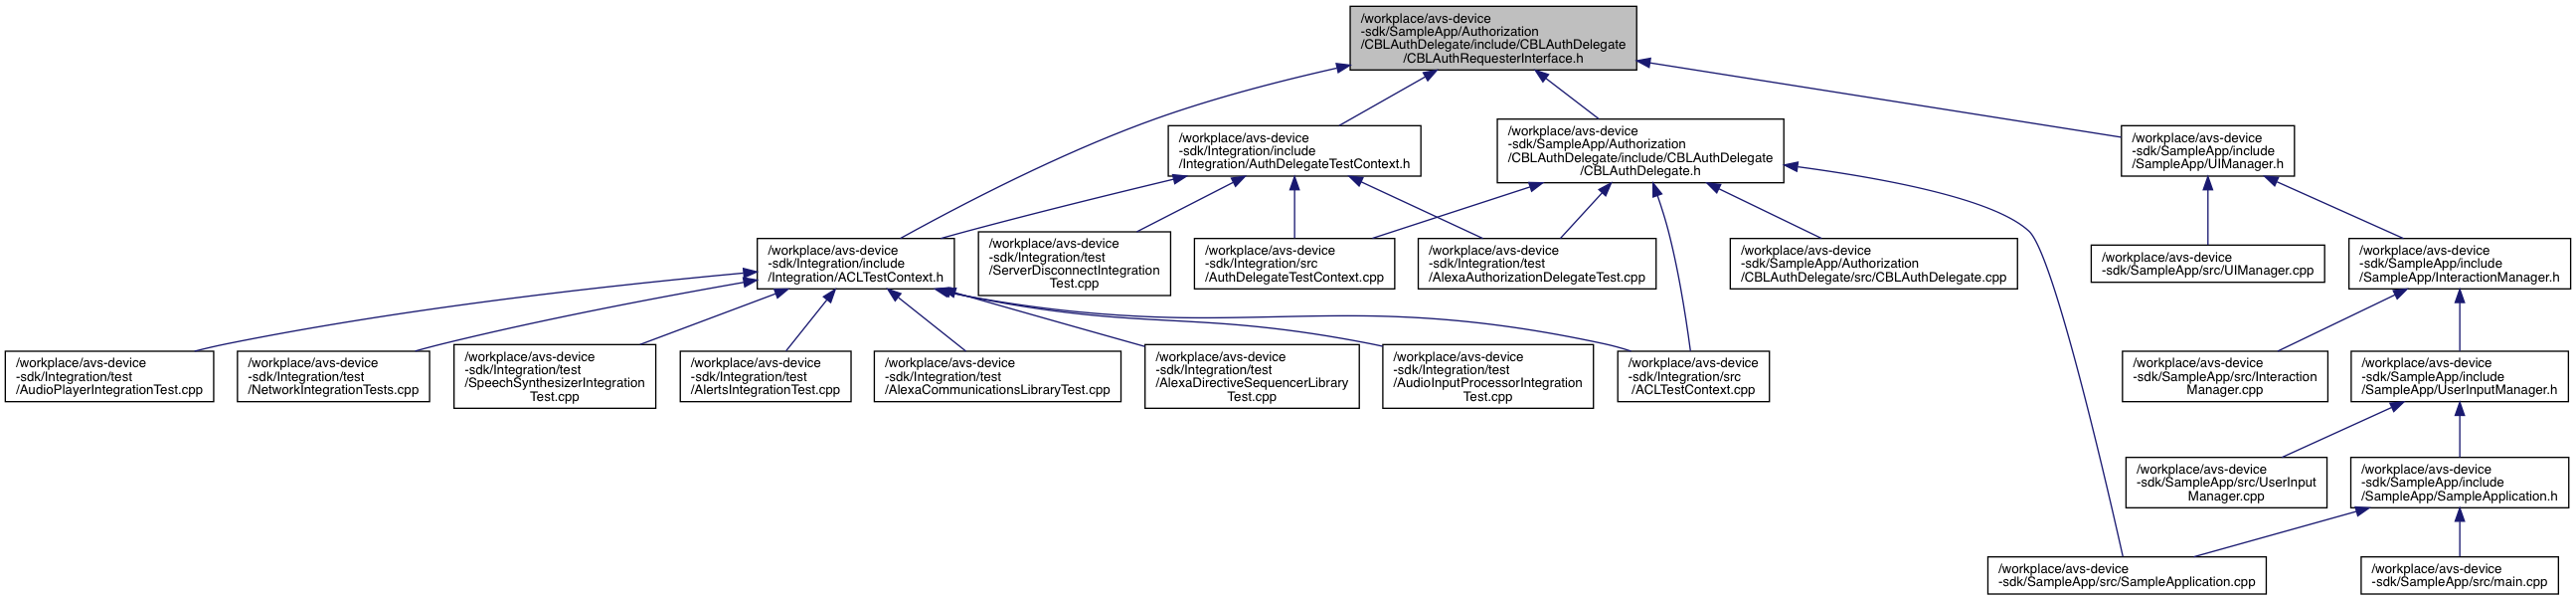 /workplace/avs-device
-sdk/SampleApp/Authorization
/CBLAuthDelegate/include/CBLAuthDelegate
/CBLAuthRequesterInterface.h
/workplace/avs-device
-sdk/Integration/include
/Integration/AuthDelegateTestContext.h
/workplace/avs-device
-sdk/SampleApp/Authorization
/CBLAuthDelegate/include/CBLAuthDelegate
/CBLAuthDelegate.h
/workplace/avs-device
-sdk/SampleApp/include
/SampleApp/UIManager.h
/workplace/avs-device
-sdk/Integration/include
/Integration/ACLTestContext.h
/workplace/avs-device
-sdk/Integration/test
/ServerDisconnectIntegration
Test.cpp
/workplace/avs-device
-sdk/Integration/src
/AuthDelegateTestContext.cpp
/workplace/avs-device
-sdk/Integration/test
/AlexaAuthorizationDelegateTest.cpp
/workplace/avs-device
-sdk/SampleApp/Authorization
/CBLAuthDelegate/src/CBLAuthDelegate.cpp
/workplace/avs-device
-sdk/SampleApp/src/UIManager.cpp
/workplace/avs-device
-sdk/SampleApp/include
/SampleApp/InteractionManager.h
/workplace/avs-device
-sdk/Integration/test
/AudioPlayerIntegrationTest.cpp
/workplace/avs-device
-sdk/Integration/test
/NetworkIntegrationTests.cpp
/workplace/avs-device
-sdk/Integration/test
/SpeechSynthesizerIntegration
Test.cpp
/workplace/avs-device
-sdk/Integration/test
/AlertsIntegrationTest.cpp
/workplace/avs-device
-sdk/Integration/test
/AlexaCommunicationsLibraryTest.cpp
/workplace/avs-device
-sdk/Integration/test
/AlexaDirectiveSequencerLibrary
Test.cpp
/workplace/avs-device
-sdk/Integration/test
/AudioInputProcessorIntegration
Test.cpp
/workplace/avs-device
-sdk/Integration/src
/ACLTestContext.cpp
/workplace/avs-device
-sdk/SampleApp/src/Interaction
Manager.cpp
/workplace/avs-device
-sdk/SampleApp/include
/SampleApp/UserInputManager.h
/workplace/avs-device
-sdk/SampleApp/src/UserInput
Manager.cpp
/workplace/avs-device
-sdk/SampleApp/include
/SampleApp/SampleApplication.h
/workplace/avs-device
-sdk/SampleApp/src/SampleApplication.cpp
/workplace/avs-device
-sdk/SampleApp/src/main.cpp